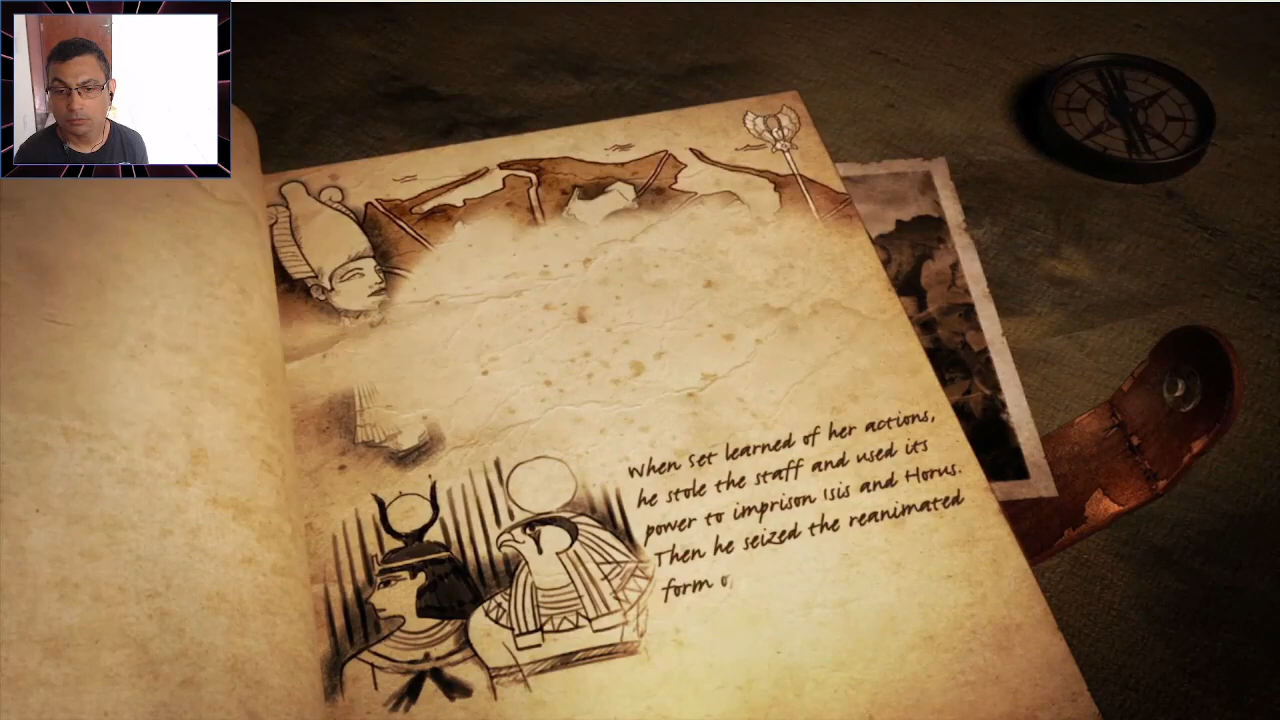 When Set learned of her actions,
he stole the staff and used its
power to imprison Isis and Horus.
Then he seized the reanimated
form o